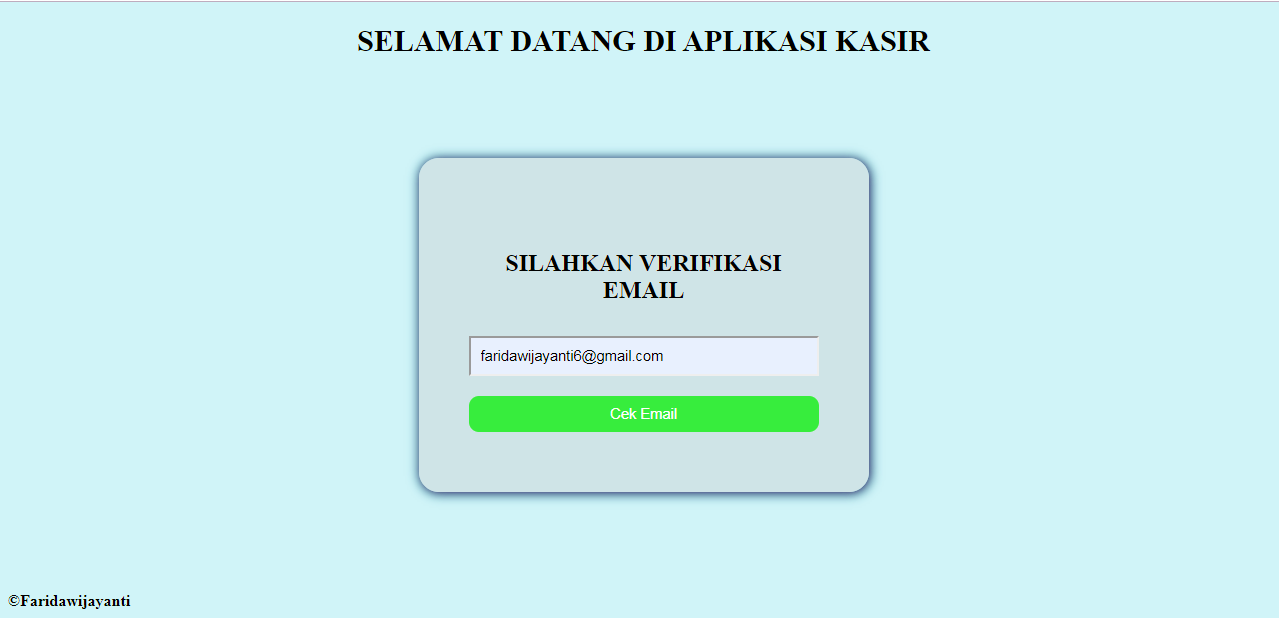 SELAMAT DATANG DI APLIKASI KASIR
SILAHKAN VERIFIKASI
EMAIL
faridawijayanti6@gmail.com
Cek Email
©Faridawijayanti